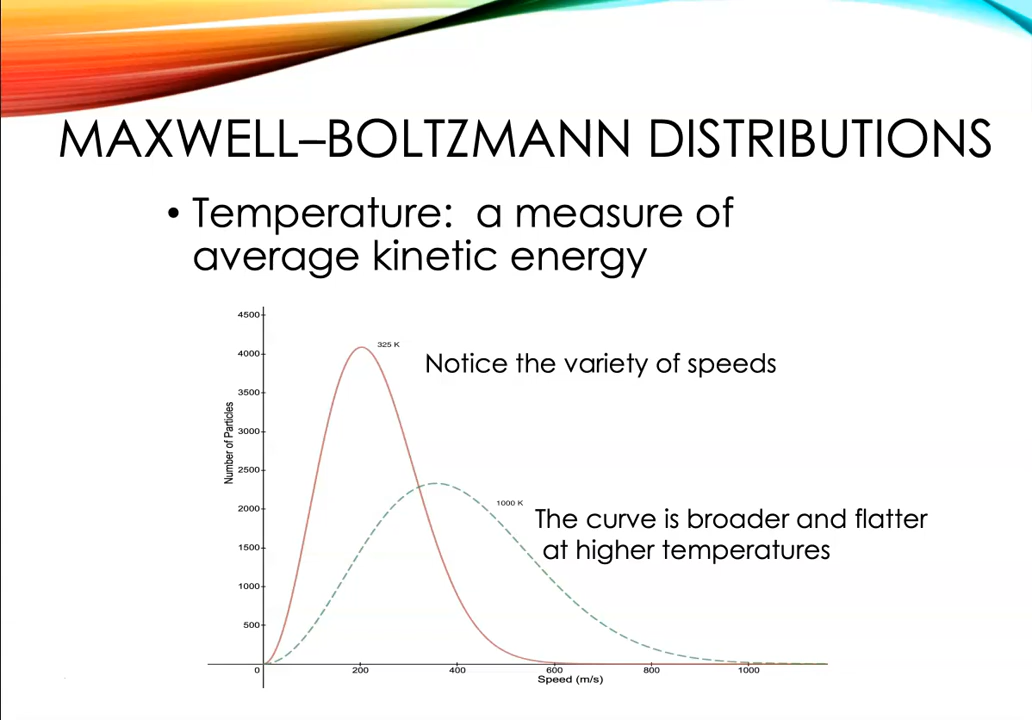 MAXWELL–BOLTZMANN DISTRIBUTIONS
• Temperature: a measure of
average kinetic energy
4500
4000
3500
3000
2500
2000
1500
1000
500
Number of Particles
325 K
Notice the variety of speeds
1000 K
The curve is broader and flatter
at higher temperatures
0 200 400 600 800 1000
Speed (m/s)